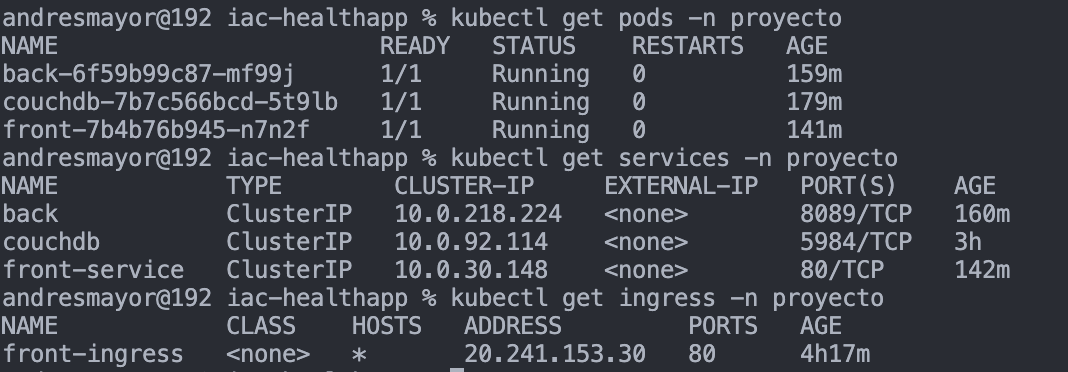 andresmayor@192 iac-healthapp % kubectl get pods -n proyecto
NAME READY STATUS RESTARTS AGE
back-6f59b99c87-mf99j 1/1 Running 0 159m
couchdb-7b7c566bcd-5t9lb 1/1 Running 0 179m
front-7b4b76b945-n7n2f 1/1 Running 0 141m
andresmayor@192 iac-healthapp % kubectl get services -n proyecto
NAME TYPE CLUSTER-IP EXTERNAL-IP PORT(S) AGE
back ClusterIP 10.0.218.224 <none> 8089/TCP 160m
couchdb ClusterIP 10.0.92.114 <none> 5984/TCP 3h
front-service ClusterIP 10.0.30.148 <none> 80/TCP 142m
andresmayor@192 iac-healthapp % kubectl get ingress -n proyecto
NAME CLASS HOSTS ADDRESS PORTS AGE
front-ingress <none> * 20.241.153.30 80 4h17m